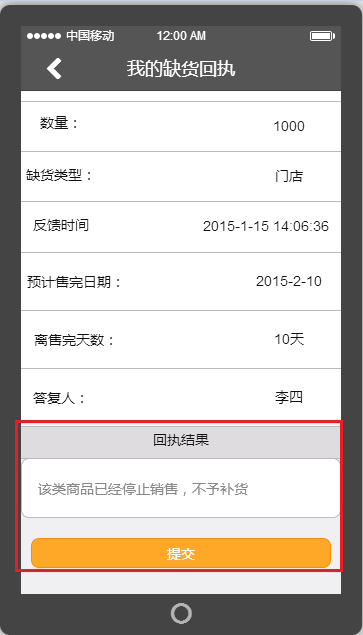 中国移动 12:00 AM
我的缺货回执
数量： 1000
缺货类型： 门店
反馈时间 2015-1-15 14:06:36
预计售完日期： 2015-2-10
离售完天数： 10天
答复人： 李四
回执结果
该类商品已经停止销售，不予补货
提交